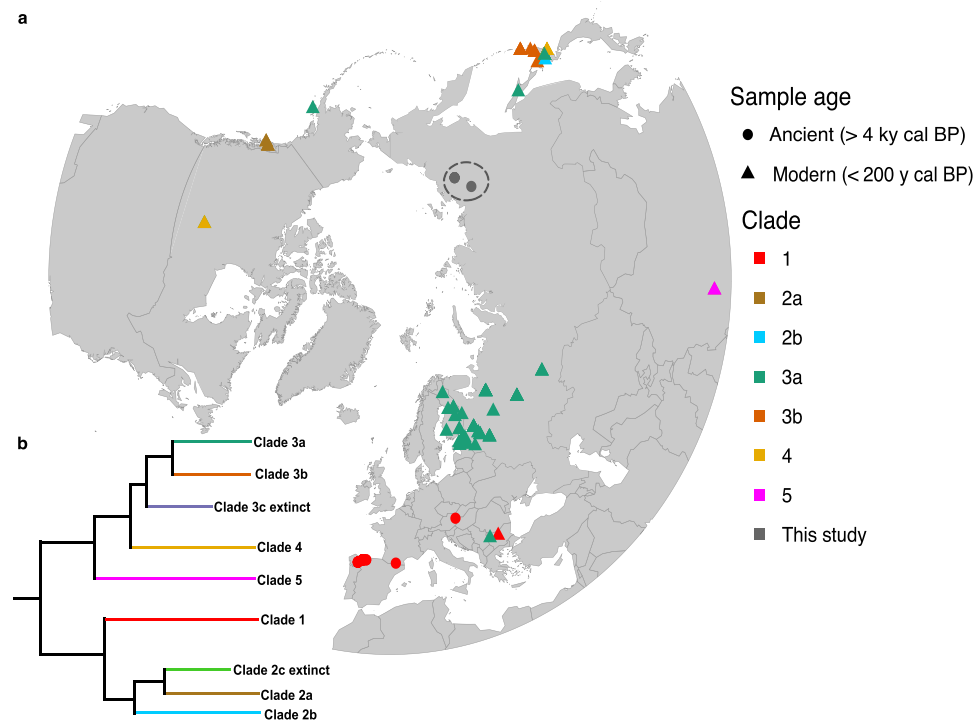 a
Sample age
Ancient (> 4 ky cal BP)
Modern (< 200 y cal BP)
Clade
1
2a
2b
3a
3b
4
5
This study
b
Clade 3a
Clade 3b
Clade 3c extinct
Clade 4
Clade 5
Clade 1
Clade 2c extinct
Clade 2a
Clade 2b